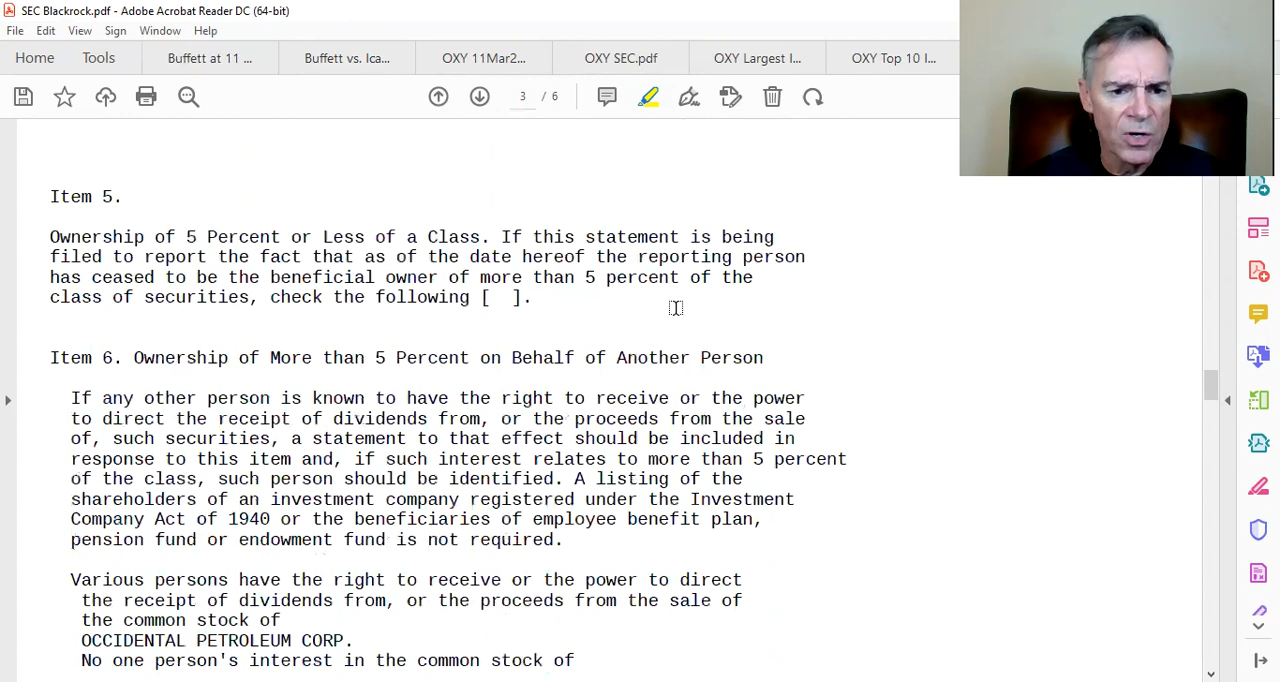 SEC Blackrock.pdf - Adobe Acrobat Reader DC (64-bit)
File Edit View Sign Window Help
Home Tools Buffett at 11 ... Buffett vs. Ica... OXY 11Mar2... OXY SEC.pdf OXY Largest I... OXY Top 10 I...
3 / 6
Item 5.
Ownership of 5 Percent or Less of a Class. If this statement is being
filed to report the fact that as of the date hereof the reporting person
has ceased to be the beneficial owner of more than 5 percent of the
class of securities, check the following [ ].
Item 6. Ownership of More than 5 Percent on Behalf of Another Person
If any other person is known to have the right to receive or the power
to direct the receipt of dividends from, or the proceeds from the sale
of, such securities, a statement to that effect should be included in
response to this item and, if such interest relates to more than 5 percent
of the class, such person should be identified. A listing of the
shareholders of an investment company registered under the Investment
Company Act of 1940 or the beneficiaries of employee benefit plan,
pension fund or endowment fund is not required.
Various persons have the right to receive or the power to direct
the receipt of dividends from, or the proceeds from the sale of
the common stock of
OCCIDENTAL PETROLEUM CORP.
No one person's interest in the common stock of